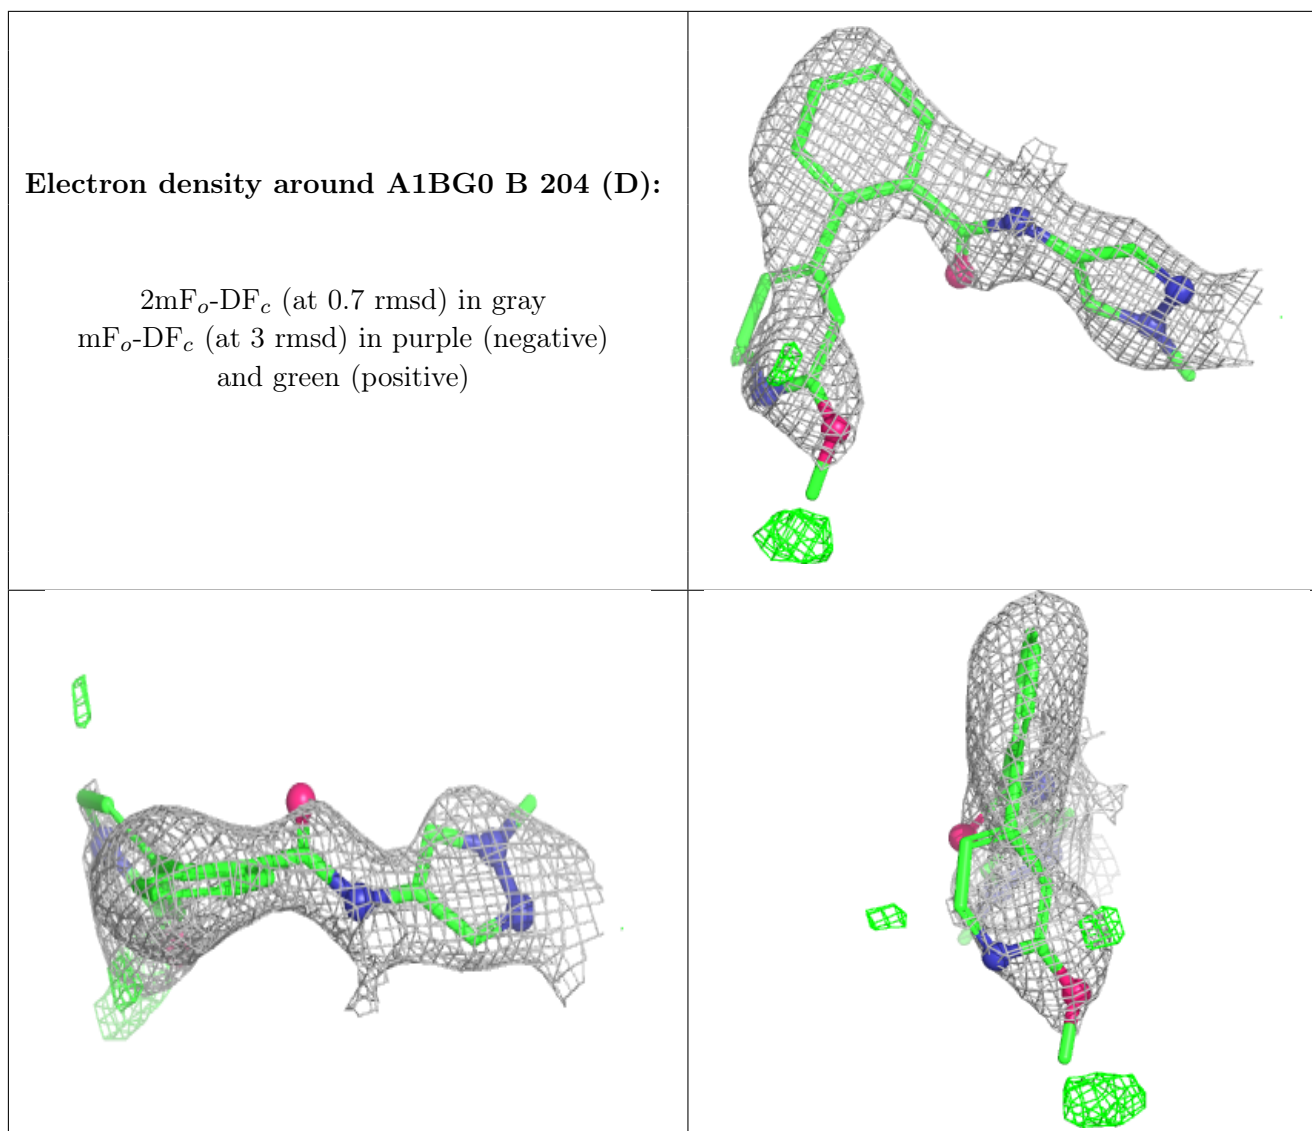 Electron density around A1BG0 B 204 (D):
2mFo-DFc (at 0.7 rmsd) in gray
mFo-DFc (at 3 rmsd) in purple (negative)
and green (positive)